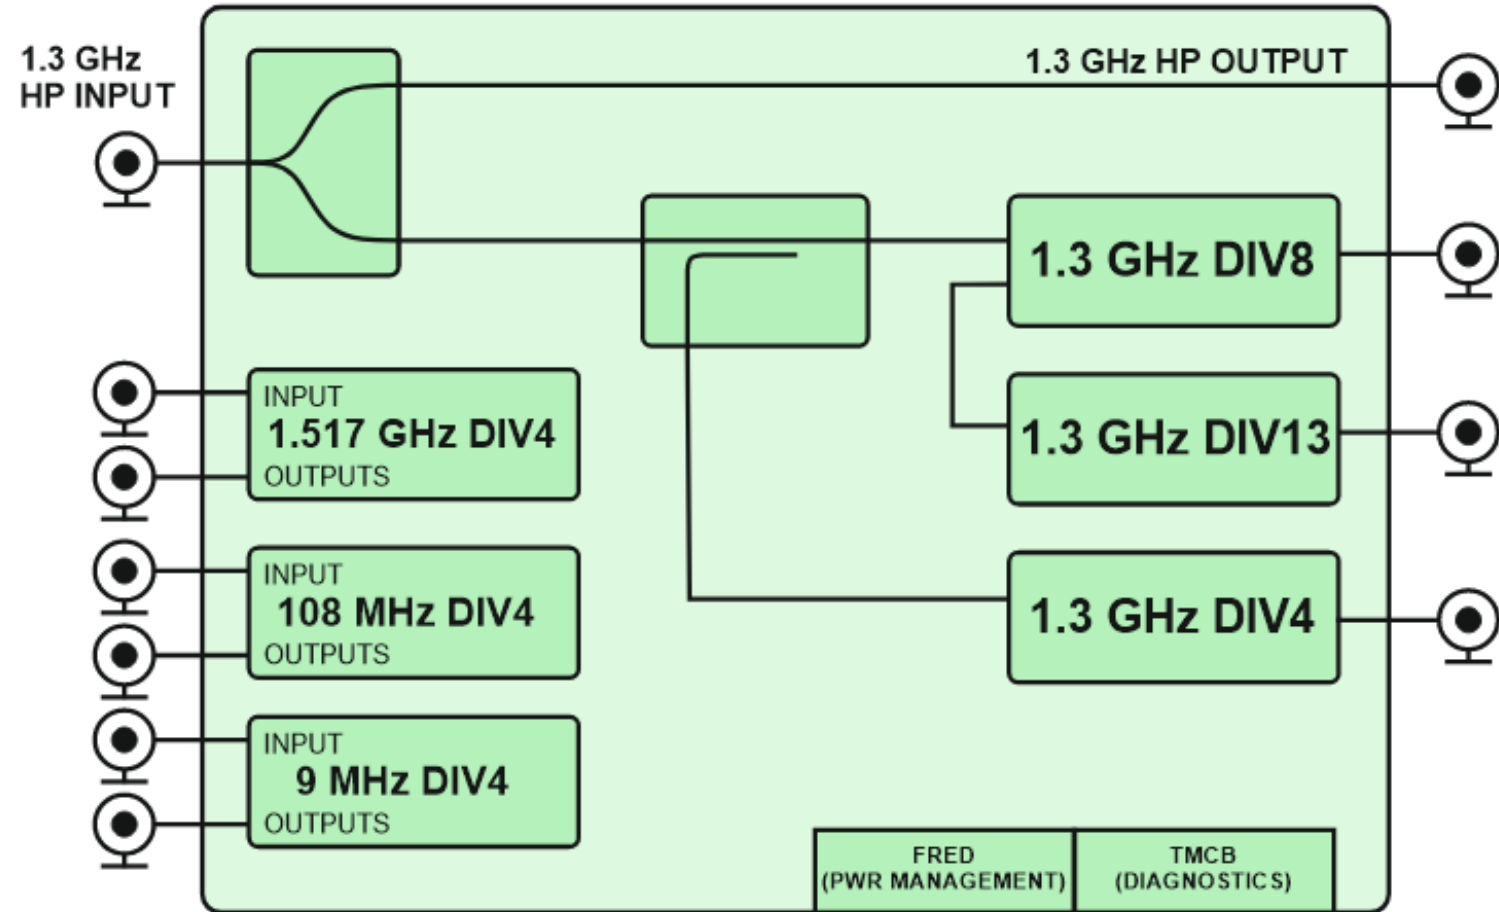 1.3 GHz
HP INPUT
1.3 GHz HP OUTPUT
1.3 GHz DIV8
INPUT
1.517 GHz DIV4
OUTPUTS
1.3 GHz DIV13
INPUT
108 MHz DIV4
OUTPUTS
1.3 GHz DIV4
INPUT
9 MHz DIV4
OUTPUTS
FRED
(PWR MANAGEMENT)
TMCB
(DIAGNOSTICS)